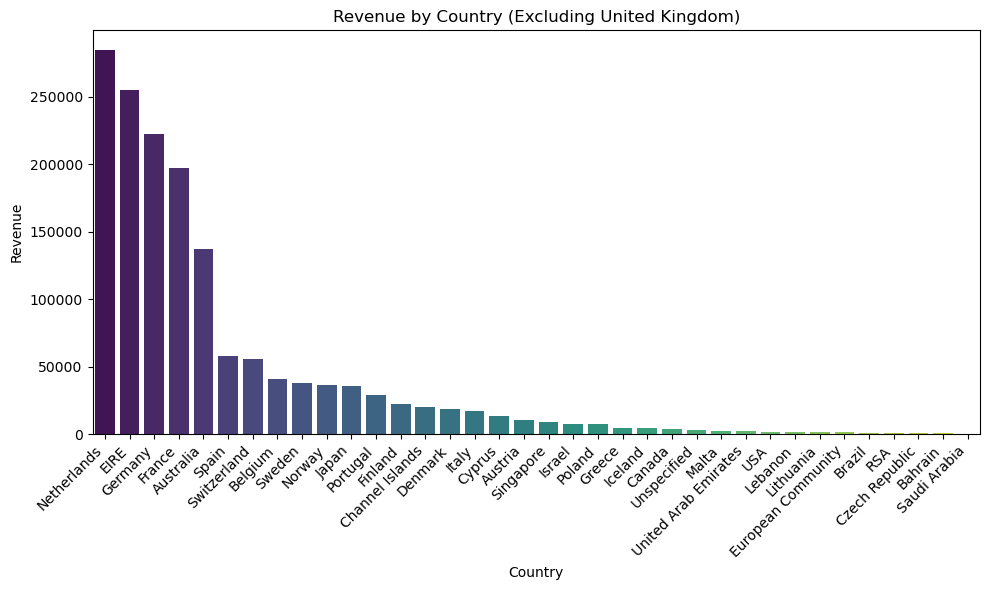 Revenue by Country (Excluding United Kingdom)
Revenue
250000
200000
150000
100000
50000
0
Netherlands
EIRE
Germany
France
Australia
Spain
Switzerland
Belgium
Sweden
Norway
Japan
Portugal
Finland
Channel Islands
Denmark
Italy
Cyprus
Austria
Singapore
Israel
Poland
Greece
Iceland
Canada
Unspecified
Malta
United Arab Emirates
USA
Lebanon
Lithuania
European Community
Brazil
RSA
Czech Republic
Bahrain
Saudi Arabia
Country